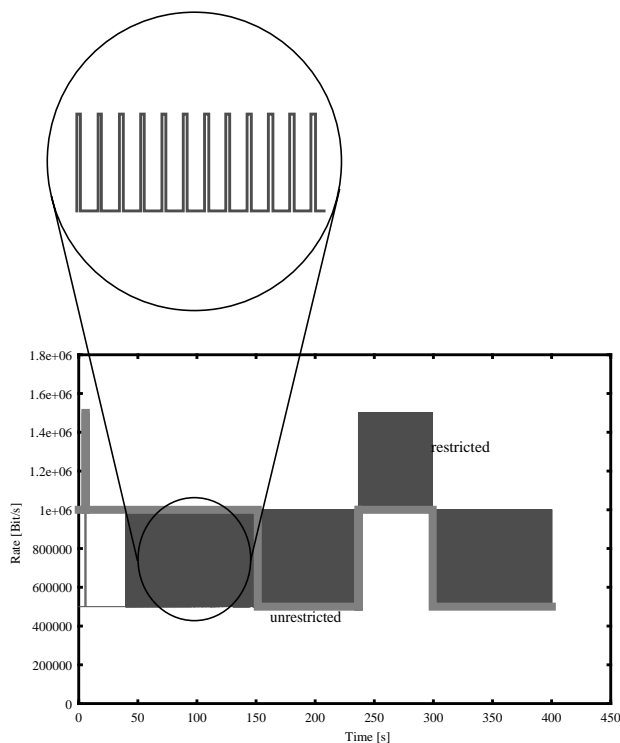 1.8e+06
1.6e+06
1.4e+06
restricted
1.2e+06
1e+06
Rate [Bit/s]
800000
600000
unrestricted
400000
200000
0
0 50 100 150 200 250 300 350 400 450
Time [s]